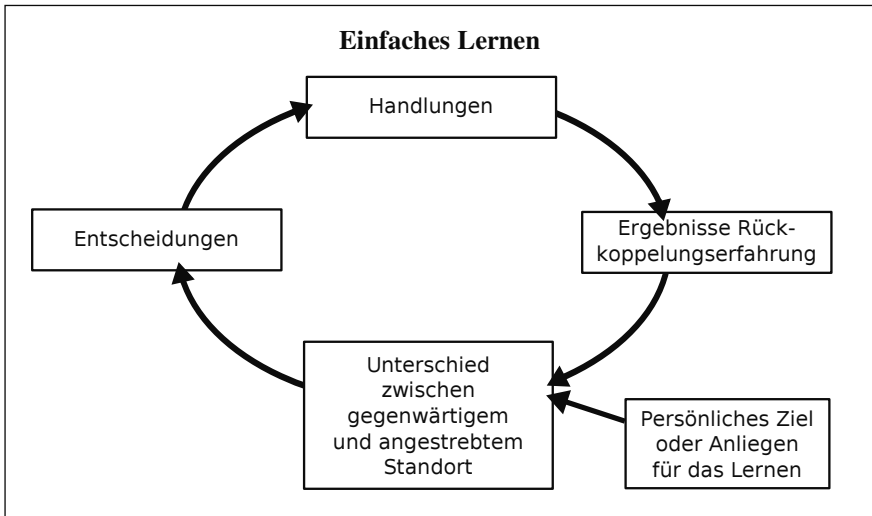 Einfaches Lernen
Handlungen
Entscheidungen
Ergebnisse Rück-
koppelungserfahrung
Unterschied
zwischen
gegenwärtigem
und angestrebtem
Standort
Persönliches Ziel
oder Anliegen
für das Lernen